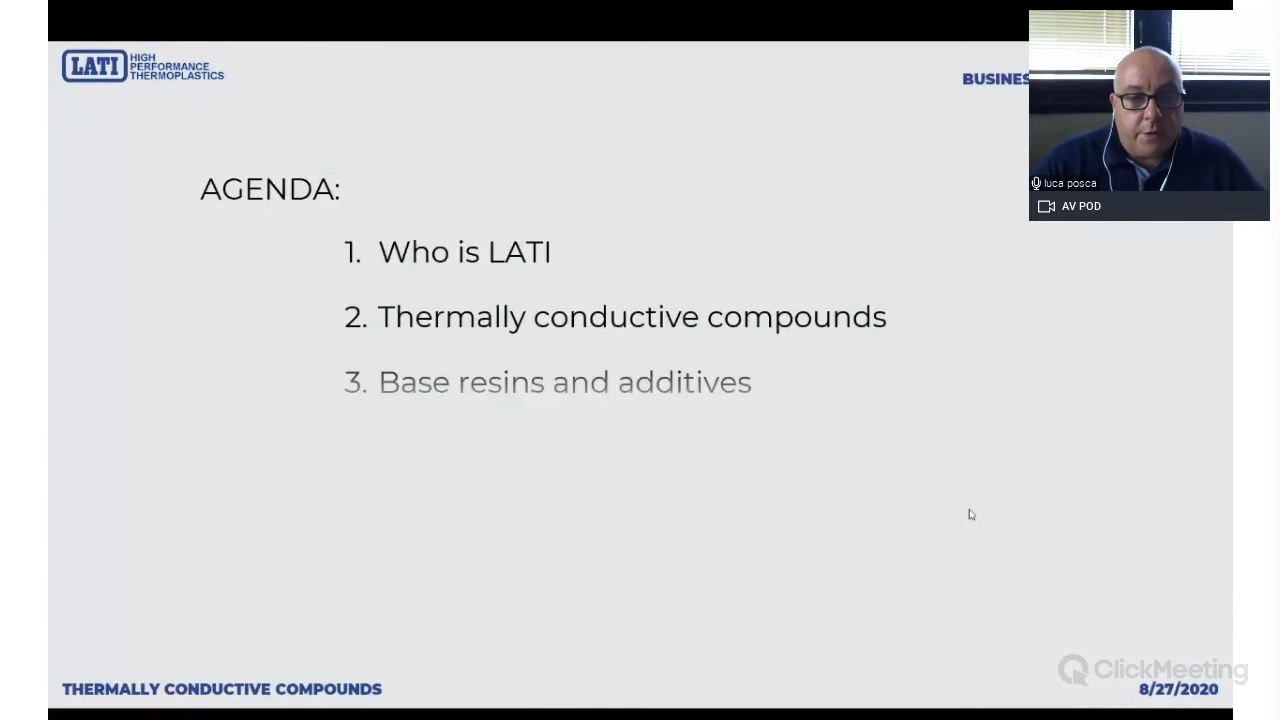 LATI
HIGH
PERFORMANCE
THERMOPLASTICS
BUSINES
luca posca
AV POD
AGENDA:
1. Who is LATI
2. Thermally conductive compounds
3. Base resins and additives
ClickMeeting
THERMALLY CONDUCTIVE COMPOUNDS
8/27/2020